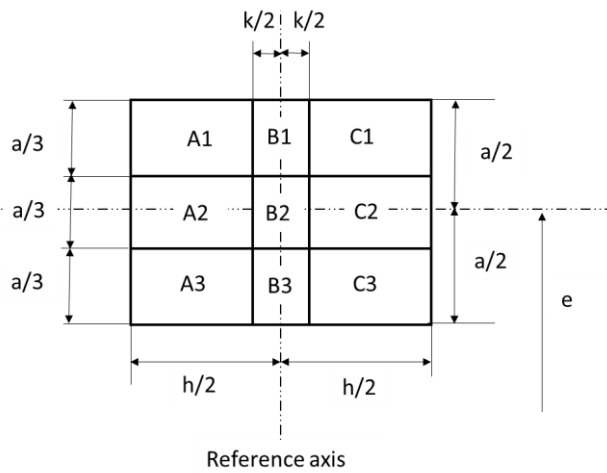 k/2 k/2
A1 B1 C1
a/3
a/2
A2 B2 C2
a/3
A3 B3 C3
a/3
a/2
e
h/2 h/2
Reference axis